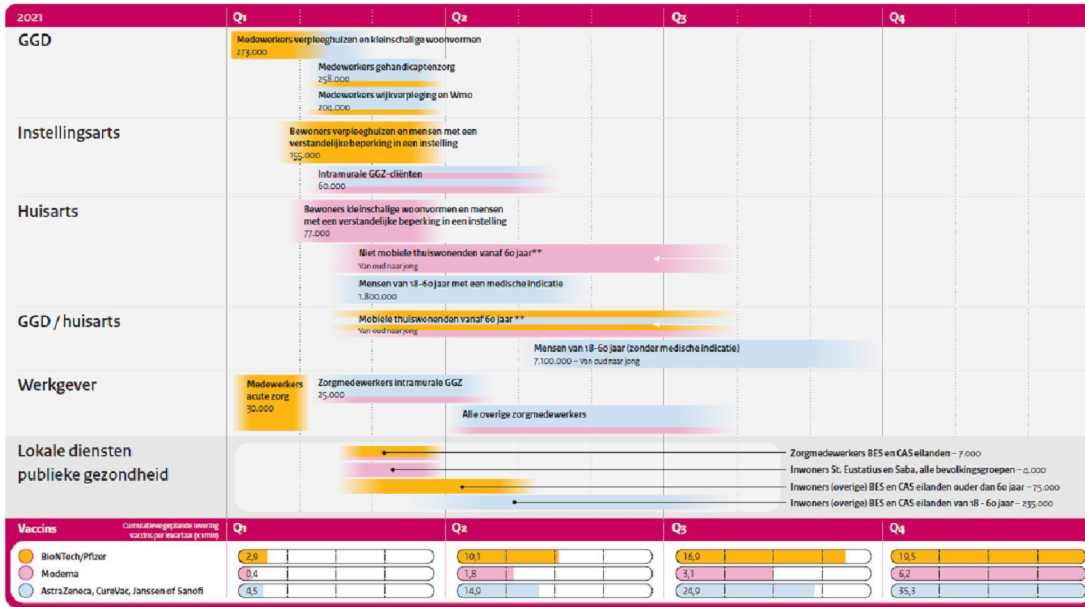 2021 Q1 Q2 Q3 Q4
GGD
Medewerkers verpleeghuizen en kleinschalige woonvormen
273.000
Medewerkers gehandicaptenzorg
258.000
Medewerkers wijkverpleging en Wmo
204.000
Instellingsarts
Bewoners verpleeghuizen en mensen met een
verstandelijke beperking in een instelling
155.000
Intramurale GGZ-cliënten
60.000
Huisarts
Bewoners kleinschalige woonvormen en mensen
met een verstandelijke beperking in een instelling
77.000
Niet mobiele thuiswonenden vanaf 60 jaar**
Van oud naar jong
Mensen van 18-60 jaar met een medische indicatie
1.800.000
GGD / huisarts
Mobiele thuiswonenden vanaf 60 jaar **
Van oud naar jong
Mensen van 18-60 jaar (zonder medische indicatie)
7.100.000 – Van oud naar jong
Werkgever
Medewerkers
acute zorg
30.000
Zorgmedewerkers intramurale GGZ
25.000
Alle overige zorgmedewerkers
Lokale diensten
publieke gezondheid
Zorgmedewerkers BES en CAS eilanden – 7.000
Inwoners St. Eustatius en Saba, alle bevolkingsgroepen – 4.000
Inwoners (overige) BES en CAS eilanden ouder dan 60 jaar – 75.000
Inwoners (overige) BES en CAS eilanden van 18 - 60 jaar – 235.000
Vaccins
Cumulatieve geplande levering
vaccins per kwartaal (x1 mln)
Q1 Q2 Q3 Q4
BioNTech/Pfizer 2,9 10,1 16,9 19,5
Moderna 0,4 1,8 3,1 6,2
AstraZeneca, CureVac, Janssen of Sanofi 4,5 14,9 24,9 35,3